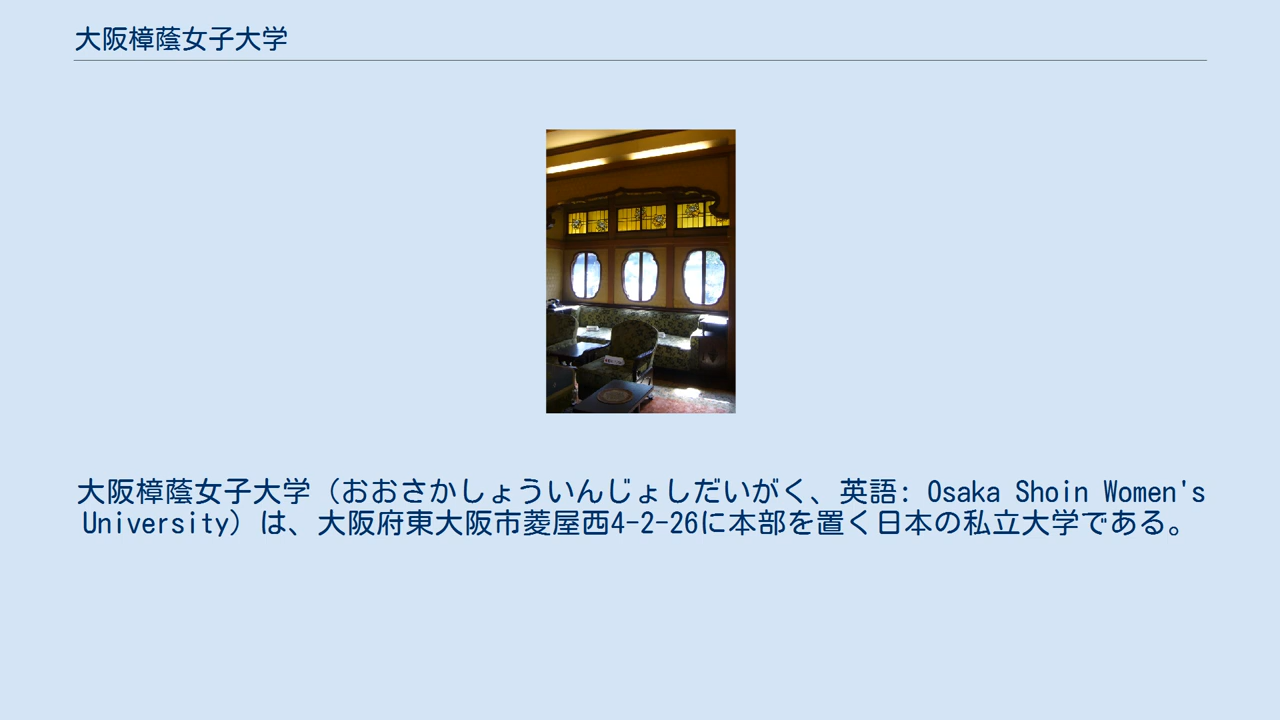 大阪樟蔭女子大学
大阪樟蔭女子大学（おおさかしょういんじょしだいがく、英語: Osaka Shoin Women's
University）は、大阪府東大阪市菱屋西4-2-26に本部を置く日本の私立大学である。